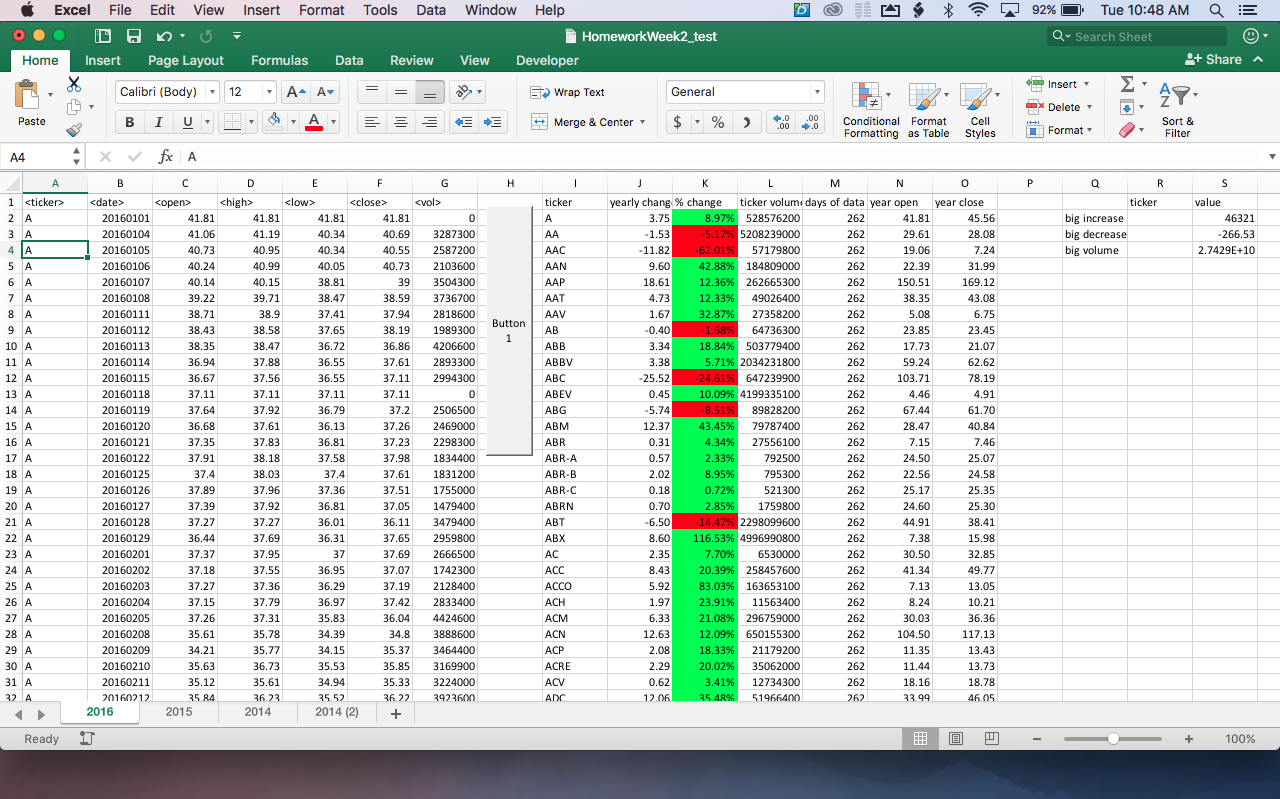 Excel File Edit View Insert Format Tools Data Window Help 92% Tue 10:48 AM
HomeworkWeek2_test Search Sheet
Home Insert Page Layout Formulas Data Review View Developer Share
Paste Calibri (Body) 12 A A Wrap Text General Conditional Formatting Format as Table Cell Styles Insert Delete Format Sort & Filter
B I U A Merge & Center $ % )
A4 fx A
A B C D E F G H I J K L M N O P Q R S
1 <ticker> <date> <open> <high> <low> <close> <vol> ticker yearly chang % change ticker volum days of data year open year close ticker value
2 A 20160101 41.81 41.81 41.81 41.81 0 A 3.75 8.97% 528576200 262 41.81 45.56 big increase 46321
3 A 20160104 41.06 41.19 40.34 40.69 3287300 AA -1.53 -5.17% 5208239000 262 29.61 28.08 big decrease -266.53
4 A 20160105 40.73 40.95 40.34 40.55 2587200 AAC -11.82 -62.01% 57179800 262 19.06 7.24 big volume 2.7429E+10
5 A 20160106 40.24 40.99 40.05 40.73 2103600 AAN 9.60 42.88% 184809000 262 22.39 31.99
6 A 20160107 40.14 40.15 38.81 39 3504300 AAP 18.61 12.36% 262665300 262 150.51 169.12
7 A 20160108 39.22 39.71 38.47 38.59 3736700 AAT 4.73 12.33% 49026400 262 38.35 43.08
8 A 20160111 38.71 38.9 37.41 37.94 2818600 AAV 1.67 32.87% 27358200 262 5.08 6.75
9 A 20160112 38.43 38.58 37.65 38.19 1989300 Button 1 AB -0.40 -1.68% 64736300 262 23.85 23.45
10 A 20160113 38.35 38.47 36.72 36.86 4206600 ABB 3.34 18.84% 503779400 262 17.73 21.07
11 A 20160114 36.94 37.88 36.55 37.61 2893300 ABBV 3.38 5.71% 2034231800 262 59.24 62.62
12 A 20160115 36.67 37.56 36.55 37.11 2994300 ABC -25.52 -24.61% 647239900 262 103.71 78.19
13 A 20160118 37.11 37.11 37.11 37.11 0 ABEV 0.45 10.09% 4199335100 262 4.46 4.91
14 A 20160119 37.64 37.92 36.79 37.2 2506500 ABG -5.74 -8.51% 89828200 262 67.44 61.70
15 A 20160120 36.68 37.61 36.13 37.26 2469000 ABM 12.37 43.45% 79787400 262 28.47 40.84
16 A 20160121 37.35 37.83 36.81 37.23 2298300 ABR 0.31 4.34% 27556100 262 7.15 7.46
17 A 20160122 37.91 38.18 37.58 37.98 1834400 ABR-A 0.57 2.33% 792500 262 24.50 25.07
18 A 20160125 37.4 38.03 37.4 37.61 1831200 ABR-B 2.02 8.95% 795300 262 22.56 24.58
19 A 20160126 37.89 37.96 37.36 37.51 1755000 ABR-C 0.18 0.72% 521300 262 25.17 25.35
20 A 20160127 37.39 37.92 36.81 37.05 1479400 ABRN 0.70 2.85% 1759800 262 24.60 25.30
21 A 20160128 37.27 37.27 36.01 36.11 3479400 ABT -6.50 -14.47% 2298099600 262 44.91 38.41
22 A 20160129 36.44 37.69 36.31 37.65 2959800 ABX 8.60 116.53% 4996990800 262 7.38 15.98
23 A 20160201 37.37 37.95 37 37.69 2666500 AC 2.35 7.70% 6530000 262 30.50 32.85
24 A 20160202 37.18 37.55 36.95 37.07 1742300 ACC 8.43 20.39% 258457600 262 41.34 49.77
25 A 20160203 37.27 37.36 36.29 37.19 2128400 ACCO 5.92 83.03% 163653100 262 7.13 13.05
26 A 20160204 37.15 37.79 36.97 37.42 2833400 ACH 1.97 23.91% 11563400 262 8.24 10.21
27 A 20160205 37.26 37.31 35.83 36.04 4424600 ACM 6.33 21.08% 296759000 262 30.03 36.36
28 A 20160208 35.61 35.78 34.39 34.8 3888600 ACN 12.63 12.09% 650155300 262 104.50 117.13
29 A 20160209 34.21 35.77 34.15 35.37 3464400 ACP 2.08 18.33% 21179200 262 11.35 13.43
30 A 20160210 35.63 36.73 35.53 35.85 3169900 ACRE 2.29 20.02% 35062000 262 11.44 13.73
31 A 20160211 35.12 35.61 34.94 35.33 3224000 ACV 0.62 3.41% 12734300 262 18.16 18.78
32 A 20160212 35.84 36.23 35.52 36.22 3923600 ADC 12.06 35.48% 51966400 262 33.99 46.05
2016 2015 2014 2014 (2) +
Ready 100%